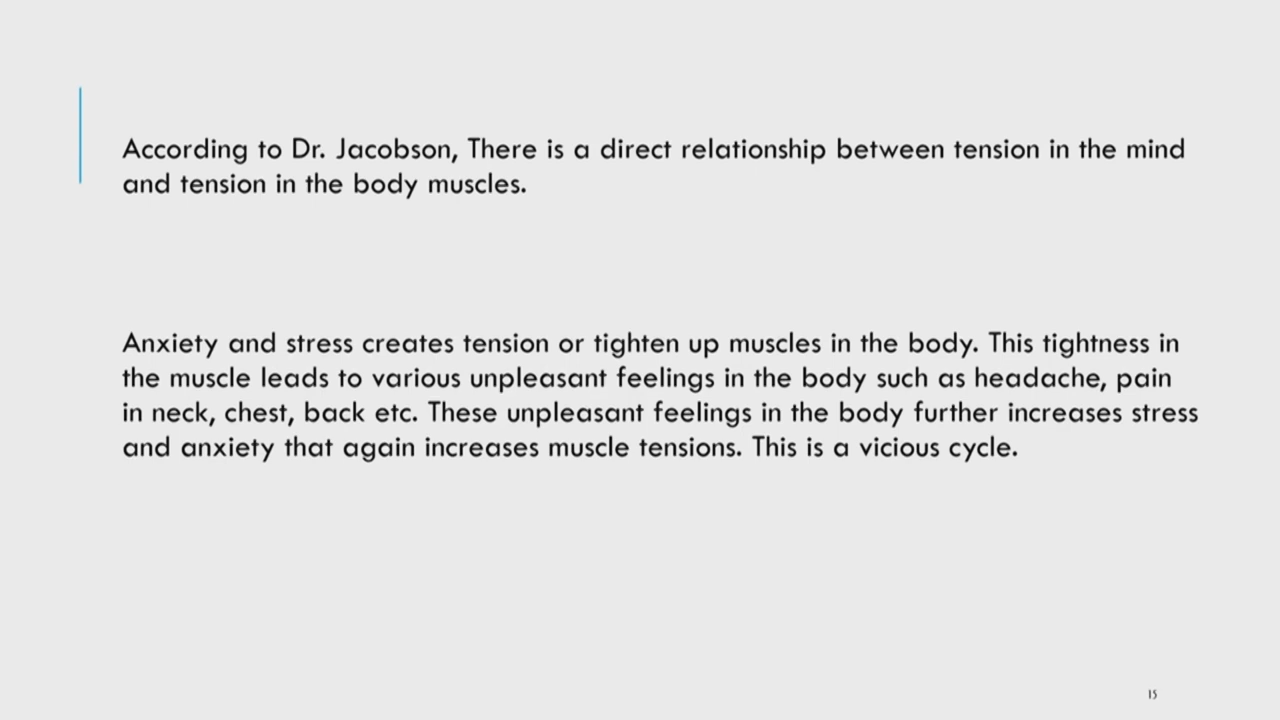 According to Dr. Jacobson, There is a direct relationship between tension in the mind
and tension in the body muscles.
Anxiety and stress creates tension or tighten up muscles in the body. This tightness in
the muscle leads to various unpleasant feelings in the body such as headache, pain
in neck, chest, back etc. These unpleasant feelings in the body further increases stress
and anxiety that again increases muscle tensions. This is a vicious cycle.
15